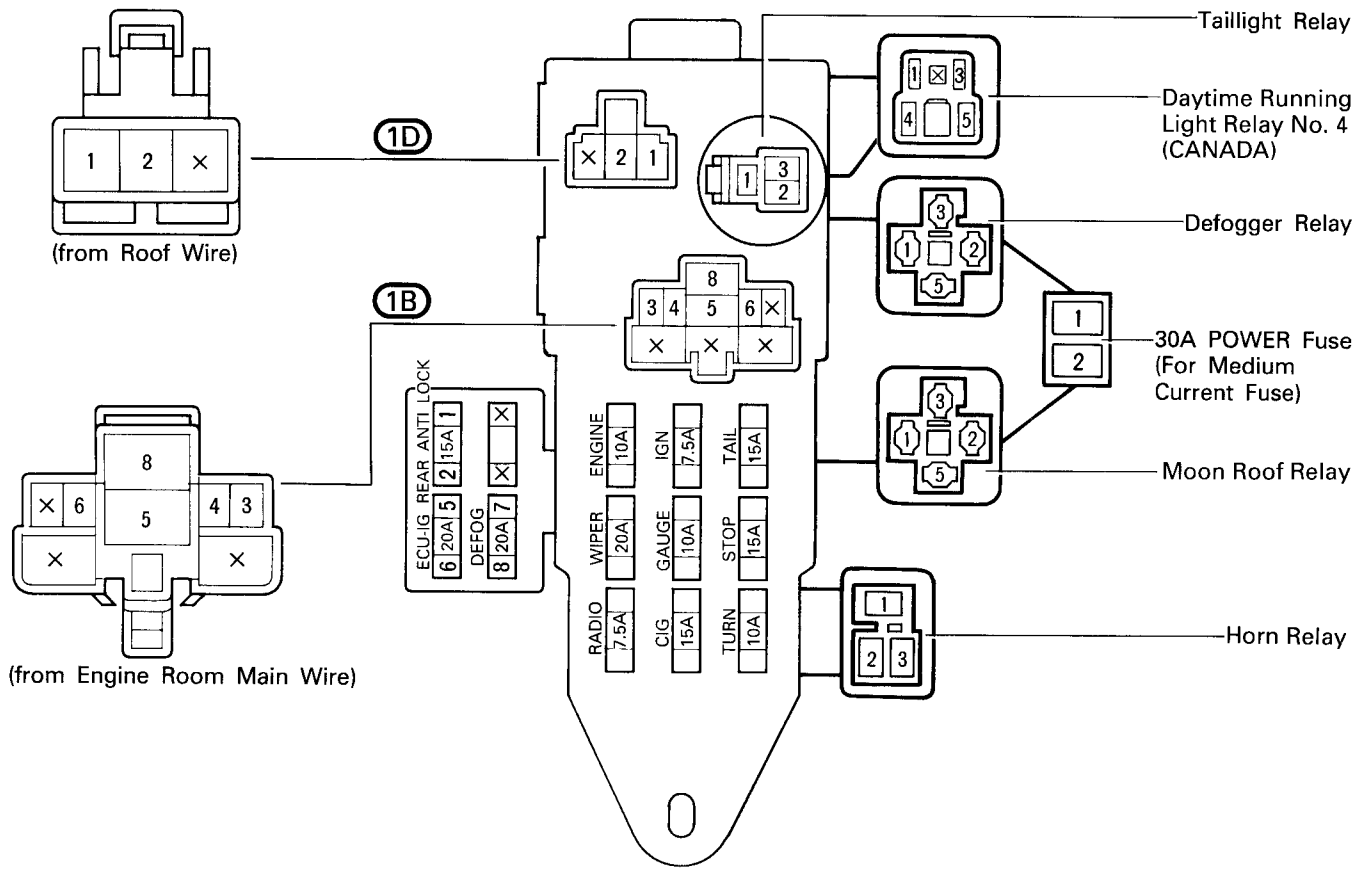 Taillight Relay
Daytime Running
Light Relay No. 4
(CANADA)
1 × 3
4 5
1D
1 2 ×
(from Roof Wire)
× 2 1
1 3
2
Defogger Relay
3
1 2
5
1B
8
3 4 5 6 ×
× × ×
1
2
30A POWER Fuse
(For Medium
Current Fuse)
Moon Roof Relay
3
1 2
5
8
× 6 5 4 3
× ×
(from Engine Room Main Wire)
REAR ANTI LOCK
2 15A 1
× ×
ECU-IG
6 20A 5
DEFOG
8 20A 7
ENGINE
10A
IGN
7.5A
TAIL
15A
WIPER
20A
GAUGE
10A
STOP
15A
RADIO
7.5A
CIG
15A
TURN
10A
Horn Relay
1
2 3